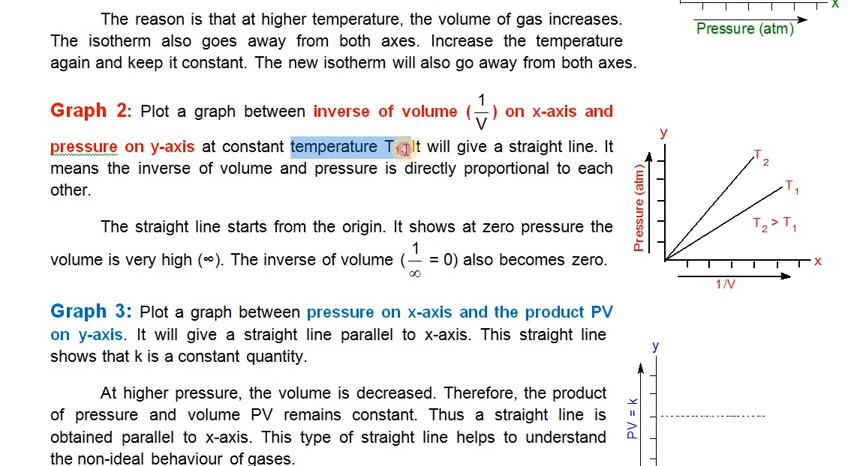 The reason is that at higher temperature, the volume of gas increases.
The isotherm also goes away from both axes. Increase the temperature
again and keep it constant. The new isotherm will also go away from both axes.
x
Pressure (atm)
Graph 2: Plot a graph between inverse of volume (1/V) on x-axis and
pressure on y-axis at constant temperature T₁. It will give a straight line. It
means the inverse of volume and pressure is directly proportional to each
other.
The straight line starts from the origin. It shows at zero pressure the
volume is very high (∞). The inverse of volume (1/∞ = 0) also becomes zero.
y
Pressure (atm)
T₂
T₁
T₂ > T₁
x
1/V
Graph 3: Plot a graph between pressure on x-axis and the product PV
on y-axis. It will give a straight line parallel to x-axis. This straight line
shows that k is a constant quantity.
At higher pressure, the volume is decreased. Therefore, the product
of pressure and volume PV remains constant. Thus a straight line is
obtained parallel to x-axis. This type of straight line helps to understand
the non-ideal behaviour of gases.
y
PV = k